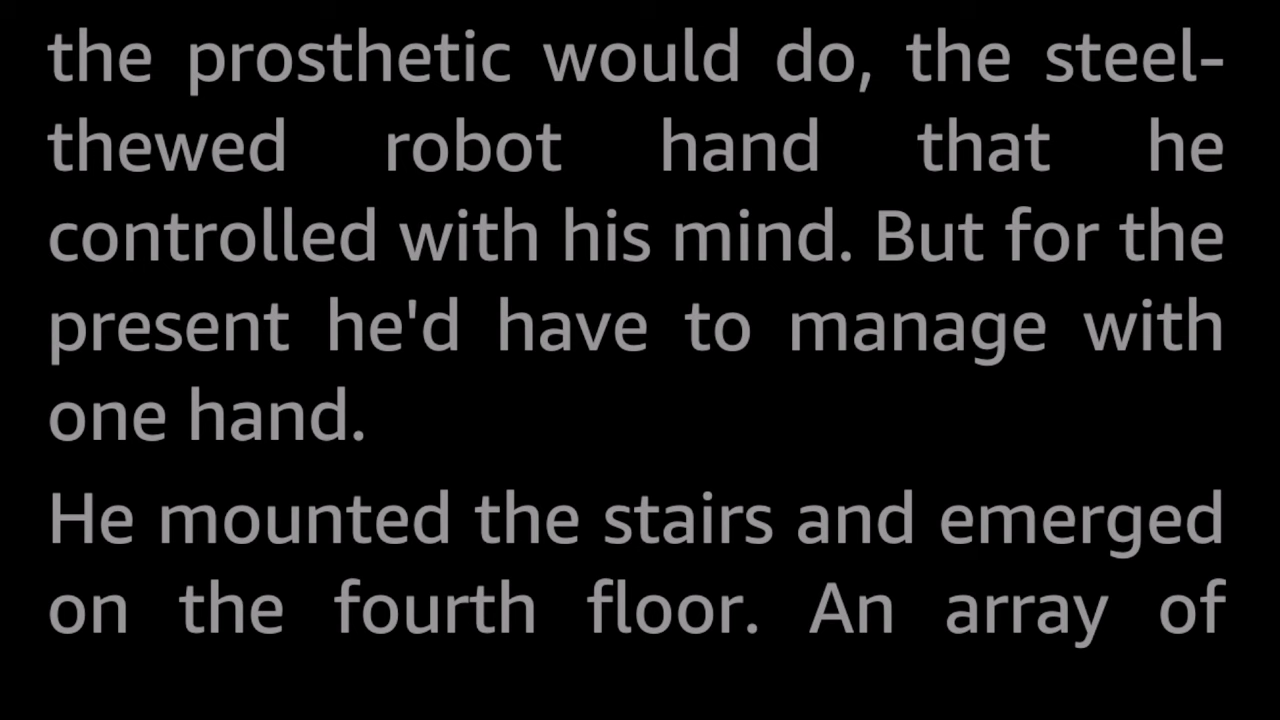 the prosthetic would do, the steel-
thewed robot hand that he
controlled with his mind. But for the
present he'd have to manage with
one hand.
He mounted the stairs and emerged
on the fourth floor. An array of